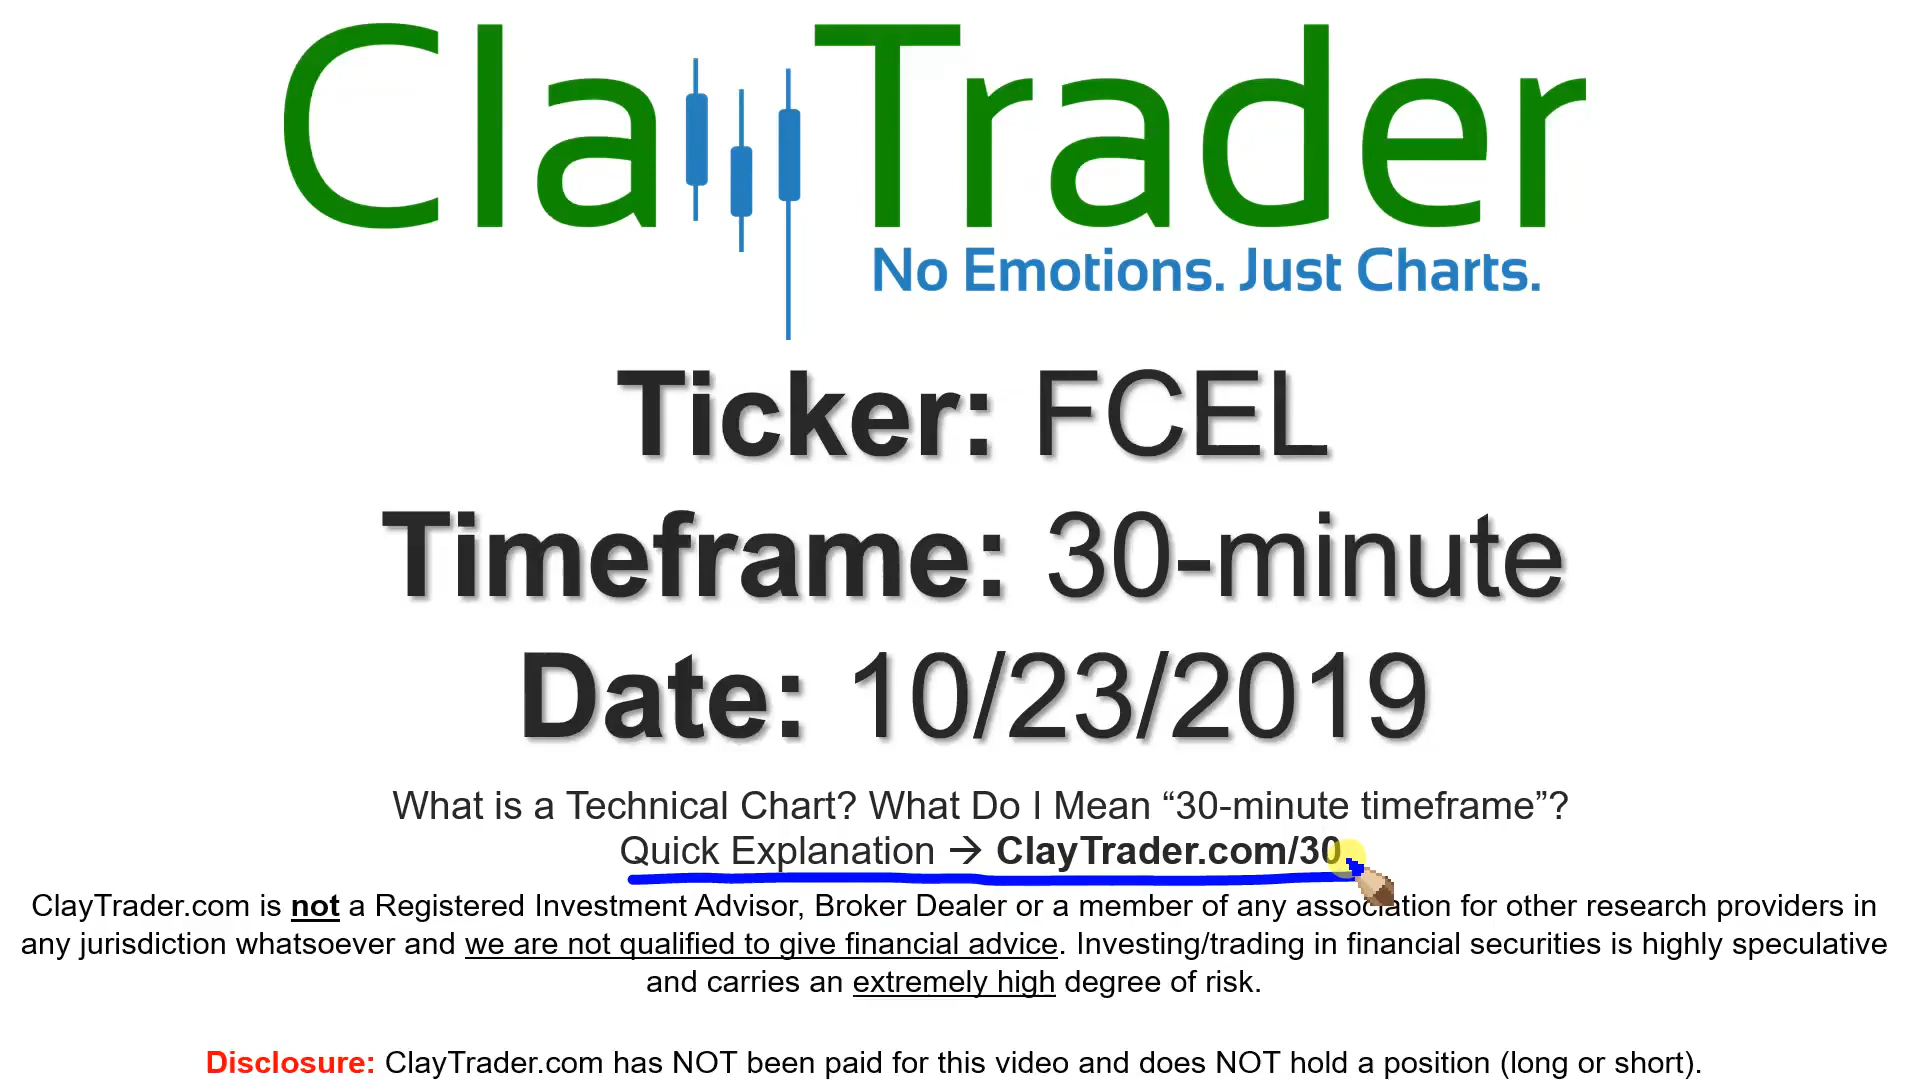 ClayTrader
No Emotions. Just Charts.
Ticker: FCEL
Timeframe: 30-minute
Date: 10/23/2019
What is a Technical Chart? What Do I Mean “30-minute timeframe”?
Quick Explanation → ClayTrader.com/30
ClayTrader.com is not a Registered Investment Advisor, Broker Dealer or a member of any association for other research providers in
any jurisdiction whatsoever and we are not qualified to give financial advice. Investing/trading in financial securities is highly speculative
and carries an extremely high degree of risk.
Disclosure: ClayTrader.com has NOT been paid for this video and does NOT hold a position (long or short).